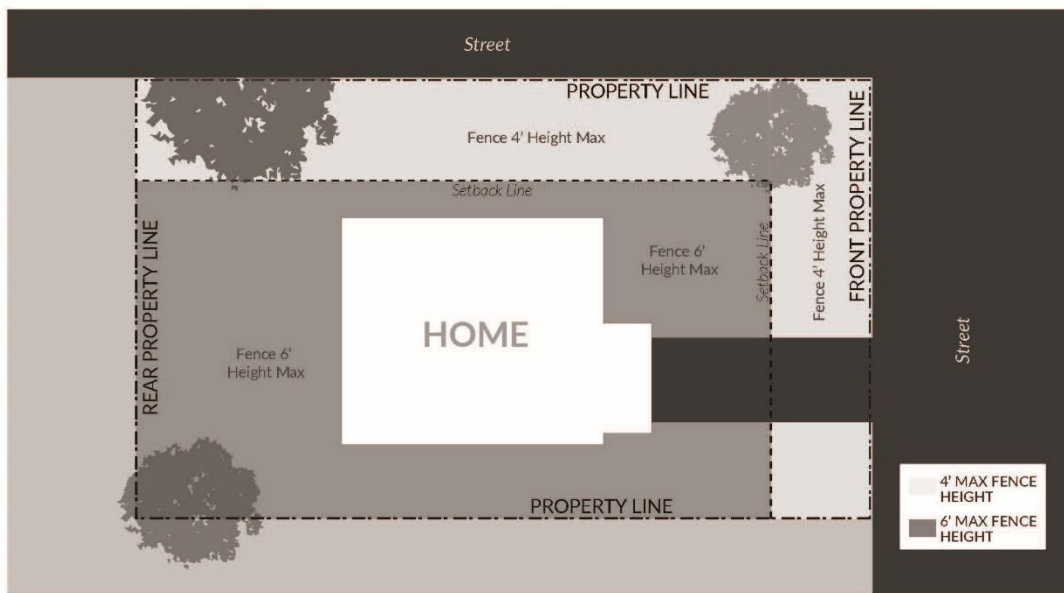 Street
PROPERTY LINE
Fence 4' Height Max
Setback Line
FRONT PROPERTY LINE
Fence 4' Height Max
Setback Line
Fence 6'
Height Max
REAR PROPERTY LINE
HOME
Fence 6'
Height Max
Street
PROPERTY LINE
4' MAX FENCE
HEIGHT
6' MAX FENCE
HEIGHT